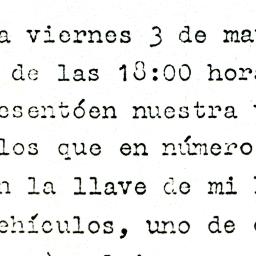 a viernes 3 de ma
de las 18:00 hor
esentóen nuestra
los que en número
n la llave de mi
ehículos, uno de